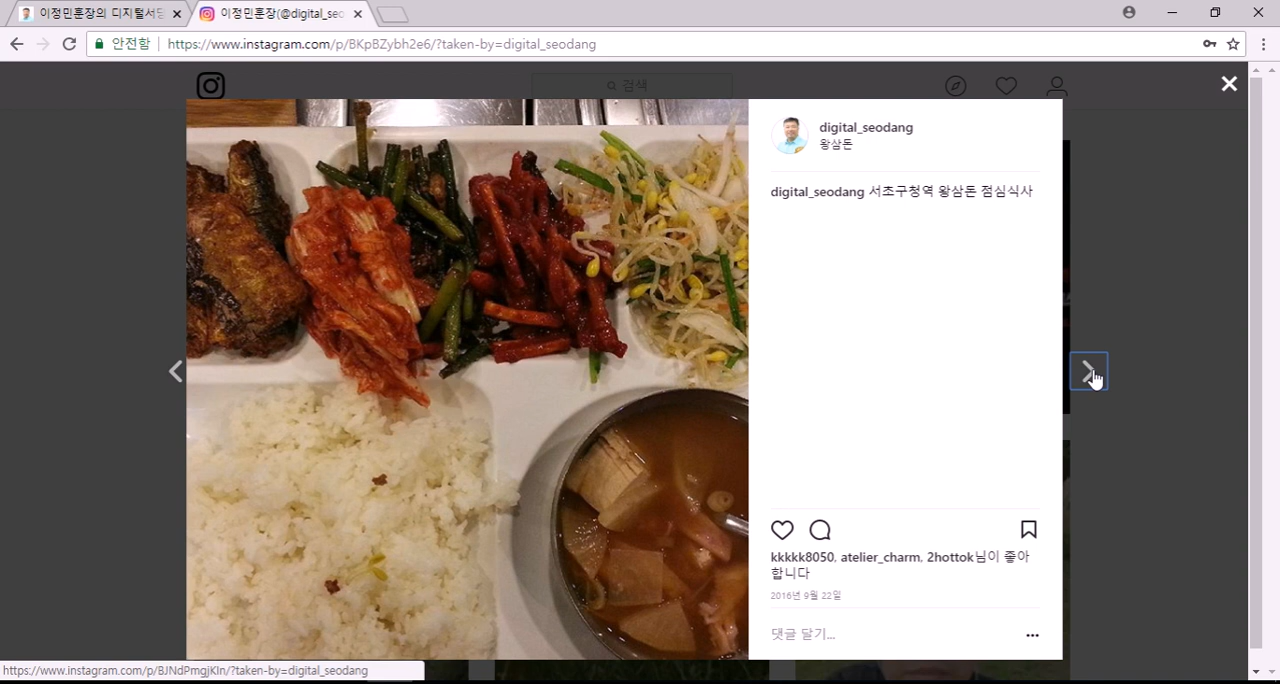 이정민훈장의 디지털서당
이정민훈장(@digital_seo
안전함
https://www.instagram.com/p/BKpBZybh2e6/?taken-by=digital_seodang
검색
digital_seodang
왕삼돈
digital_seodang 서초구청역 왕삼돈 점심식사
kkkkk8050, atelier_charm, 2hottok님이 좋아
합니다
2016년 9월 22일
댓글 달기...
https://www.instagram.com/p/BJNdPmgjKIn/?taken-by=digital_seodang